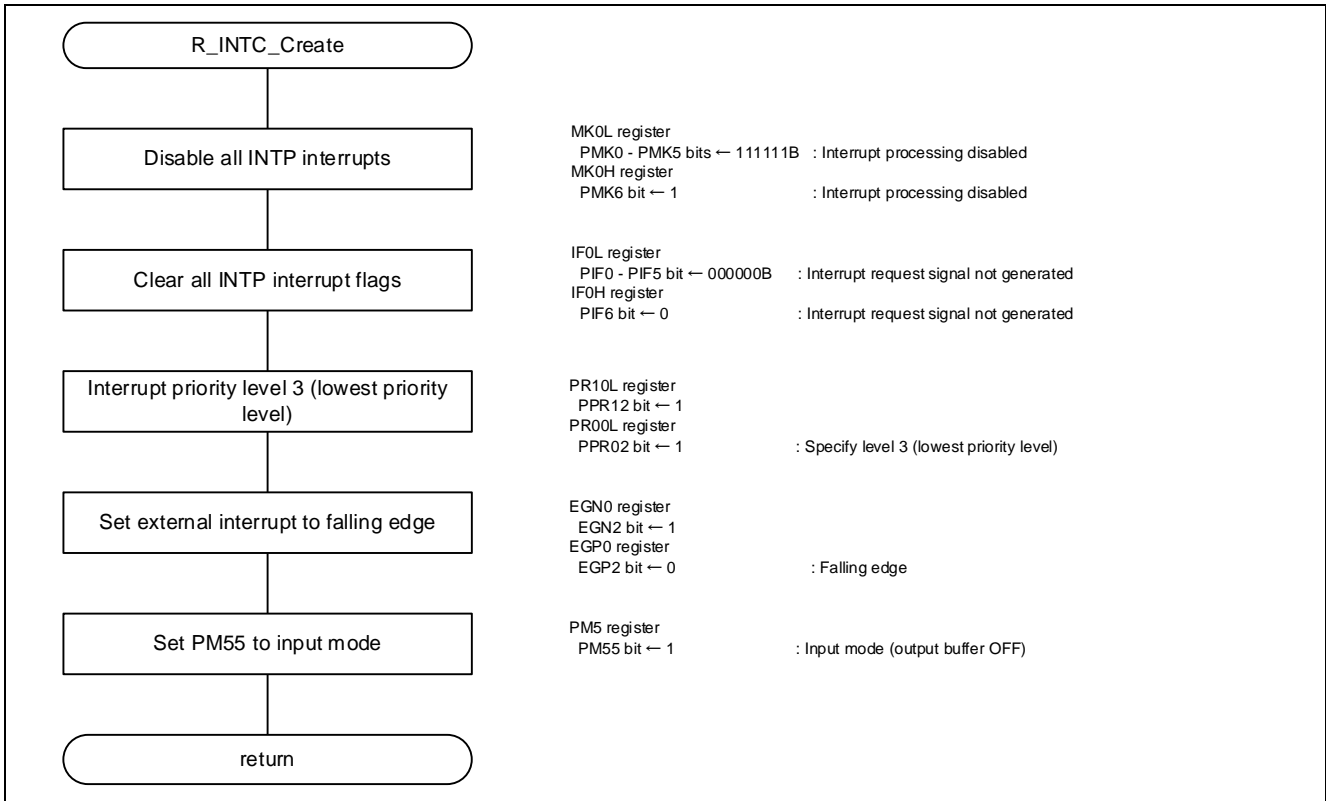 R_INTC_Create
Disable all INTP interrupts
MK0L register
PMK0 - PMK5 bits ← 111111B : Interrupt processing disabled
MK0H register
PMK6 bit ← 1 : Interrupt processing disabled
Clear all INTP interrupt flags
IF0L register
PIF0 - PIF5 bit ← 000000B : Interrupt request signal not generated
IF0H register
PIF6 bit ← 0 : Interrupt request signal not generated
Interrupt priority level 3 (lowest priority
level)
PR10L register
PPR12 bit ← 1
PR00L register
PPR02 bit ← 1 : Specify level 3 (lowest priority level)
Set external interrupt to falling edge
EGN0 register
EGN2 bit ← 1
EGP0 register
EGP2 bit ← 0 : Falling edge
Set PM55 to input mode
PM5 register
PM55 bit ← 1 : Input mode (output buffer OFF)
return